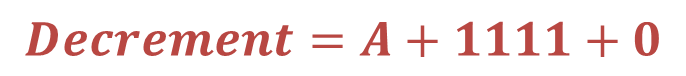 Decrement = A + 1111 + 0